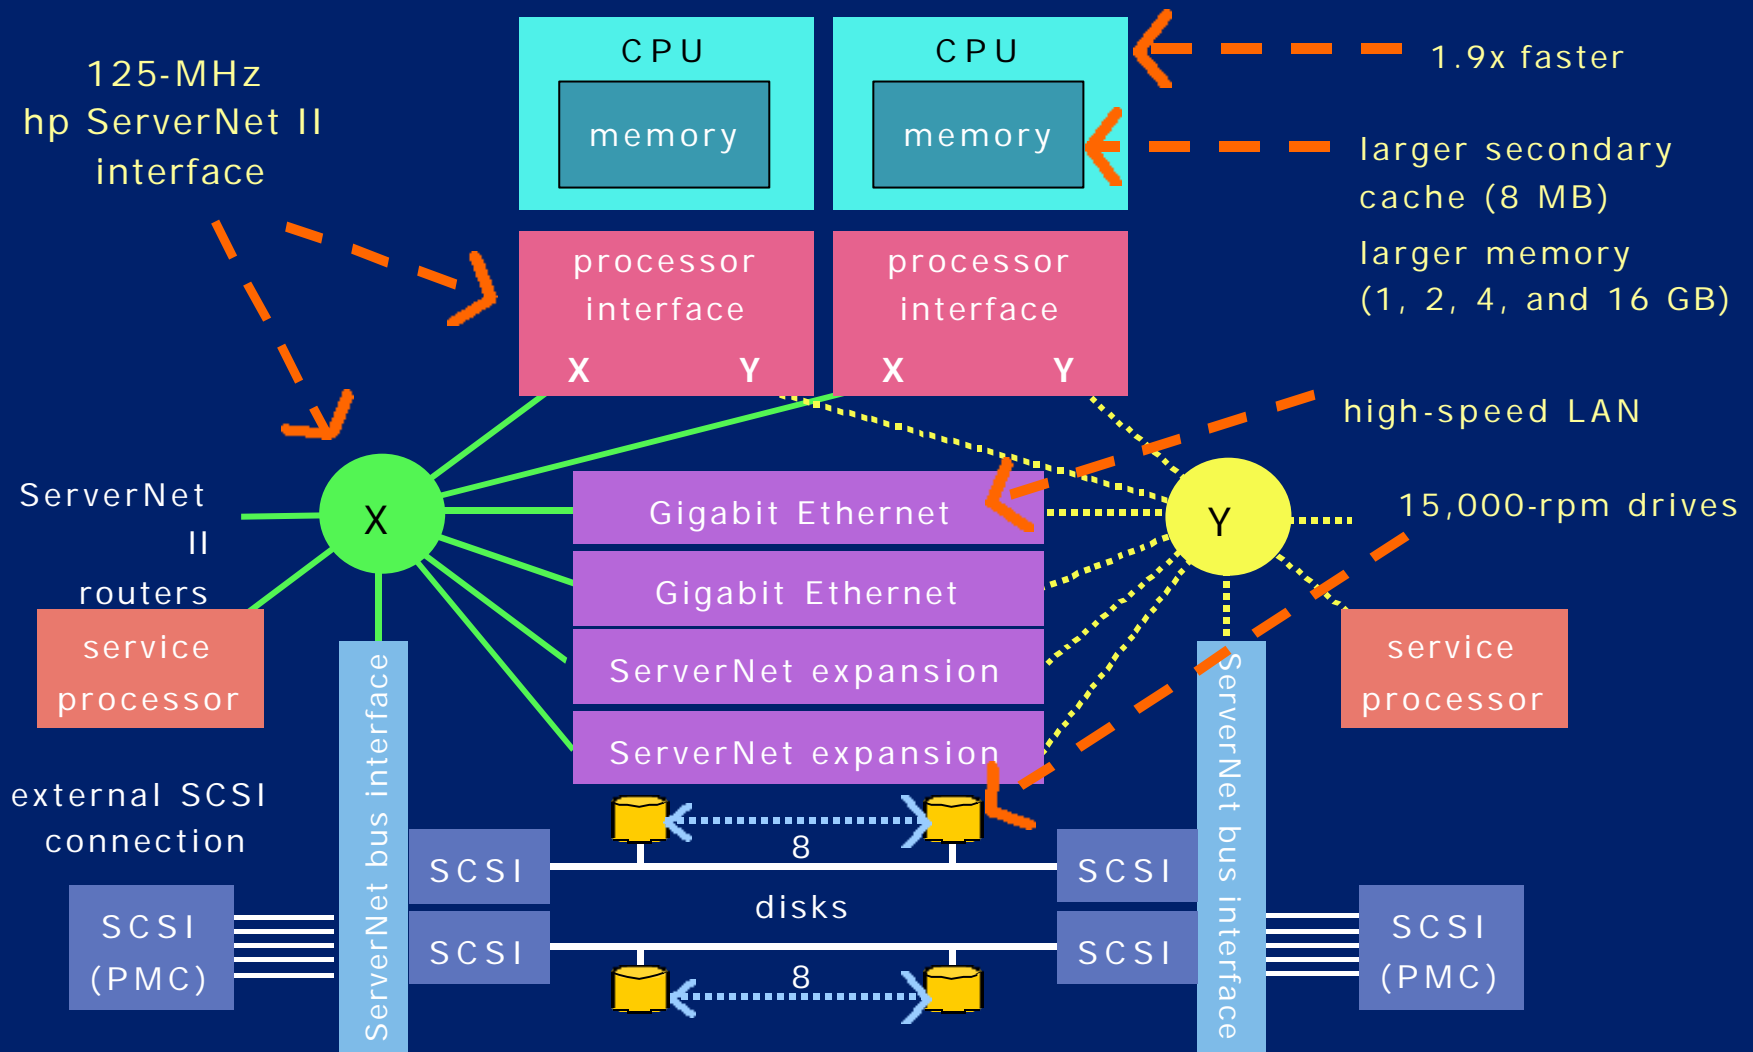 125-MHz
hp ServerNet II
interface
CPU
memory
CPU
memory
1.9x faster
larger secondary
cache (8 MB)
larger memory
(1, 2, 4, and 16 GB)
processor
interface
X Y
processor
interface
X Y
high-speed LAN
15,000-rpm drives
ServerNet
II
routers
X
Gigabit Ethernet
Gigabit Ethernet
ServerNet expansion
ServerNet expansion
Y
service
processor
service
processor
ServerNet bus interface
ServerNet bus interface
external SCSI
connection
SCSI
(PMC)
SCSI
SCSI
8
disks
8
SCSI
SCSI
SCSI
(PMC)